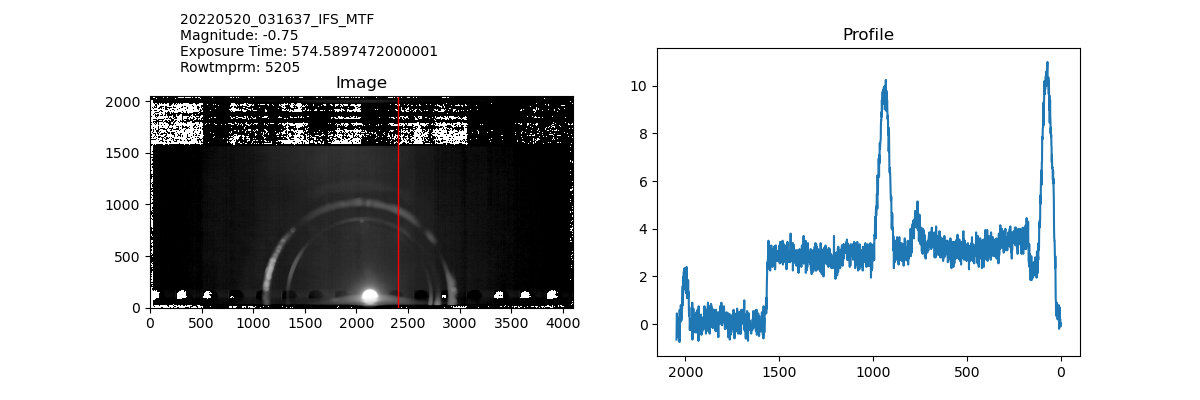 20220520_031637_IFS_MTF
Magnitude: -0.75
Exposure Time: 574.5897472000001
Rowtmprm: 5205
Image
2000
1500
1000
500
0
0 500 1000 1500 2000 2500 3000 3500 4000
Profile
10
8
6
4
2
0
2000 1500 1000 500 0